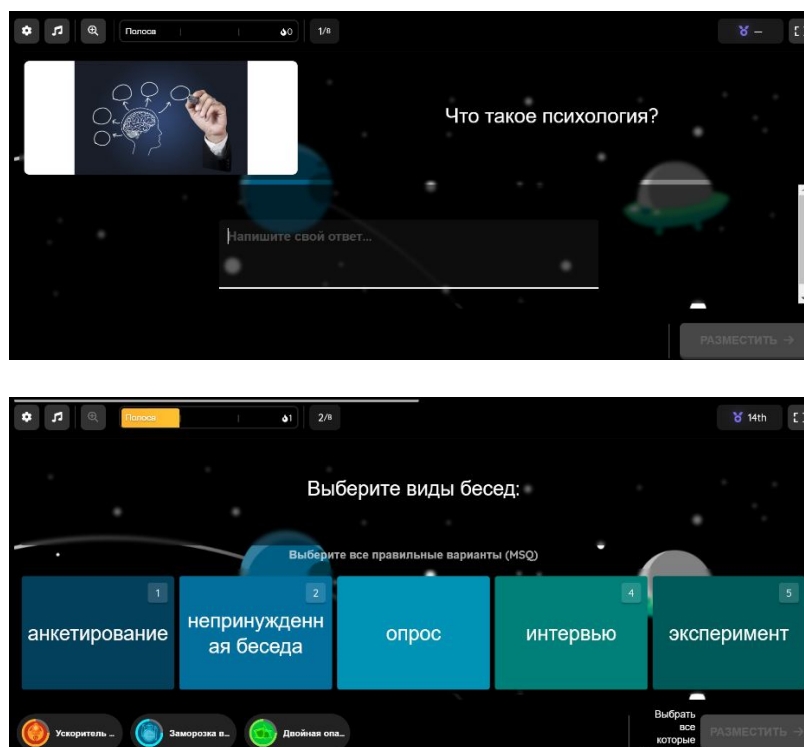 Полоса
0
1/8
–
Что такое психология?
Напишите свой ответ...
РАЗМЕСТИТЬ →
Полоса
1
2/8
14th
Выберите виды бесед:
Выберите все правильные варианты (MSQ)
1
анкетирование
2
непринужденн
ая беседа
опрос
4
интервью
5
эксперимент
Ускоритель ...
Заморозка в...
Двойная опа...
Выбрать
все
которые
РАЗМЕСТИТЬ →